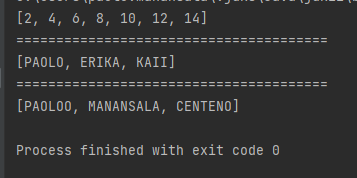 [2, 4, 6, 8, 10, 12, 14]
=======================================
[PAOLO, ERIKA, KAII]
=======================================
[PAOLOO, MANANSALA, CENTENO]
Process finished with exit code 0